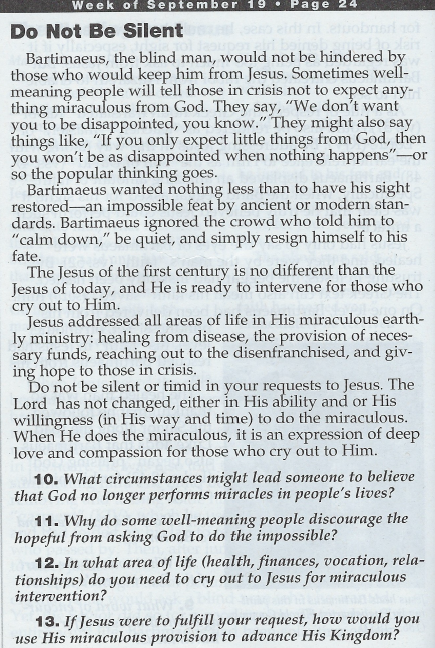 Week of September 19 • Page 24
Do Not Be Silent
Bartimaeus, the blind man, would not be hindered by
those who would keep him from Jesus. Sometimes well-
meaning people will tell those in crisis not to expect any-
thing miraculous from God. They say, “We don’t want
you to be disappointed, you know.” They might also say
things like, “If you only expect little things from God, then
you won’t be as disappointed when nothing happens”—or
so the popular thinking goes.
Bartimaeus wanted nothing less than to have his sight
restored—an impossible feat by ancient or modern stan-
dards. Bartimaeus ignored the crowd who told him to
“calm down,” be quiet, and simply resign himself to his
fate.
The Jesus of the first century is no different than the
Jesus of today, and He is ready to intervene for those who
cry out to Him.
Jesus addressed all areas of life in His miraculous earth-
ly ministry: healing from disease, the provision of neces-
sary funds, reaching out to the disenfranchised, and giv-
ing hope to those in crisis.
Do not be silent or timid in your requests to Jesus. The
Lord has not changed, either in His ability and or His
willingness (in His way and time) to do the miraculous.
When He does the miraculous, it is an expression of deep
love and compassion for those who cry out to Him.
10. What circumstances might lead someone to believe
that God no longer performs miracles in people’s lives?
11. Why do some well-meaning people discourage the
hopeful from asking God to do the impossible?
12. In what area of life (health, finances, vocation, rela-
tionships) do you need to cry out to Jesus for miraculous
intervention?
13. If Jesus were to fulfill your request, how would you
use His miraculous provision to advance His Kingdom?